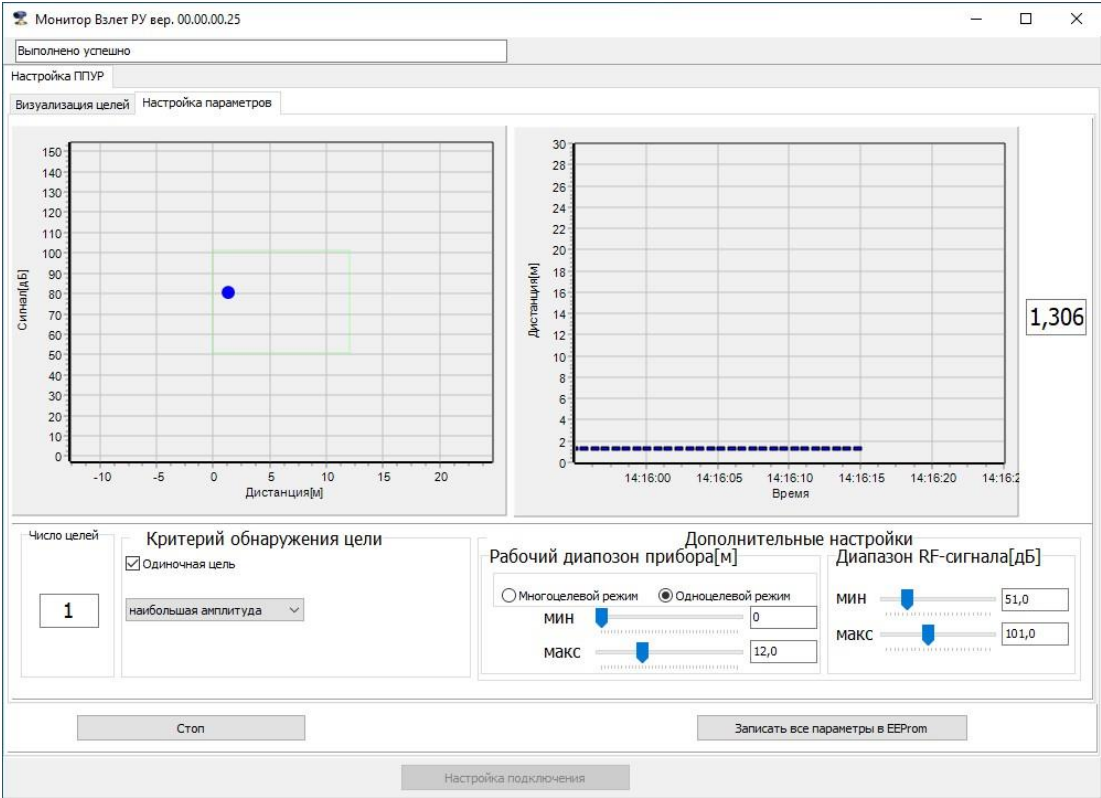 Монитор Взлет РУ вер. 00.00.00.25
Выполнено успешно
Настройка ППУР
Визуализация целей Настройка параметров
150
140
130
120
110
100
90
80
70
60
50
40
30
20
10
0
Сигнал[дБ]
-10 -5 0 5 10 15 20
Дистанция[м]
30
28
26
24
22
20
18
16
14
12
10
8
6
4
2
0
Дистанция[м]
14:16:00 14:16:05 14:16:10 14:16:15 14:16:20 14:16:2
Время
1,306
Число целей
1
Критерий обнаружения цели
Одиночная цель
наибольшая амплитуда
Дополнительные настройки
Рабочий диапозон прибора[м]
Многоцелевой режим Одноцелевой режим
мин 0
макс 12,0
Диапазон RF-сигнала[дБ]
мин 51,0
макс 101,0
Стоп
Записать все параметры в EEProm
Настройка подключения